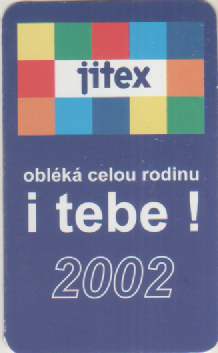 jitex
obléká celou rodinu
i tebe !
2002